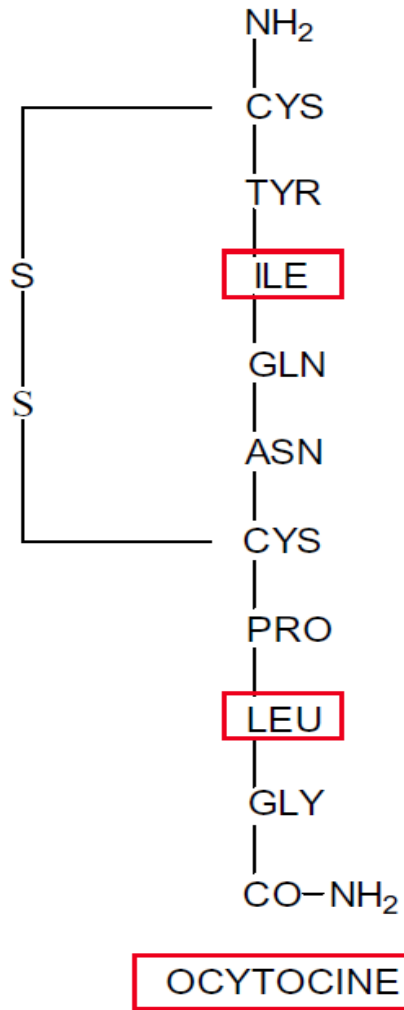 NH₂
CYS
TYR
S
ILE
GLN
S
ASN
CYS
PRO
LEU
GLY
CO–NH₂
OCYTOCINE